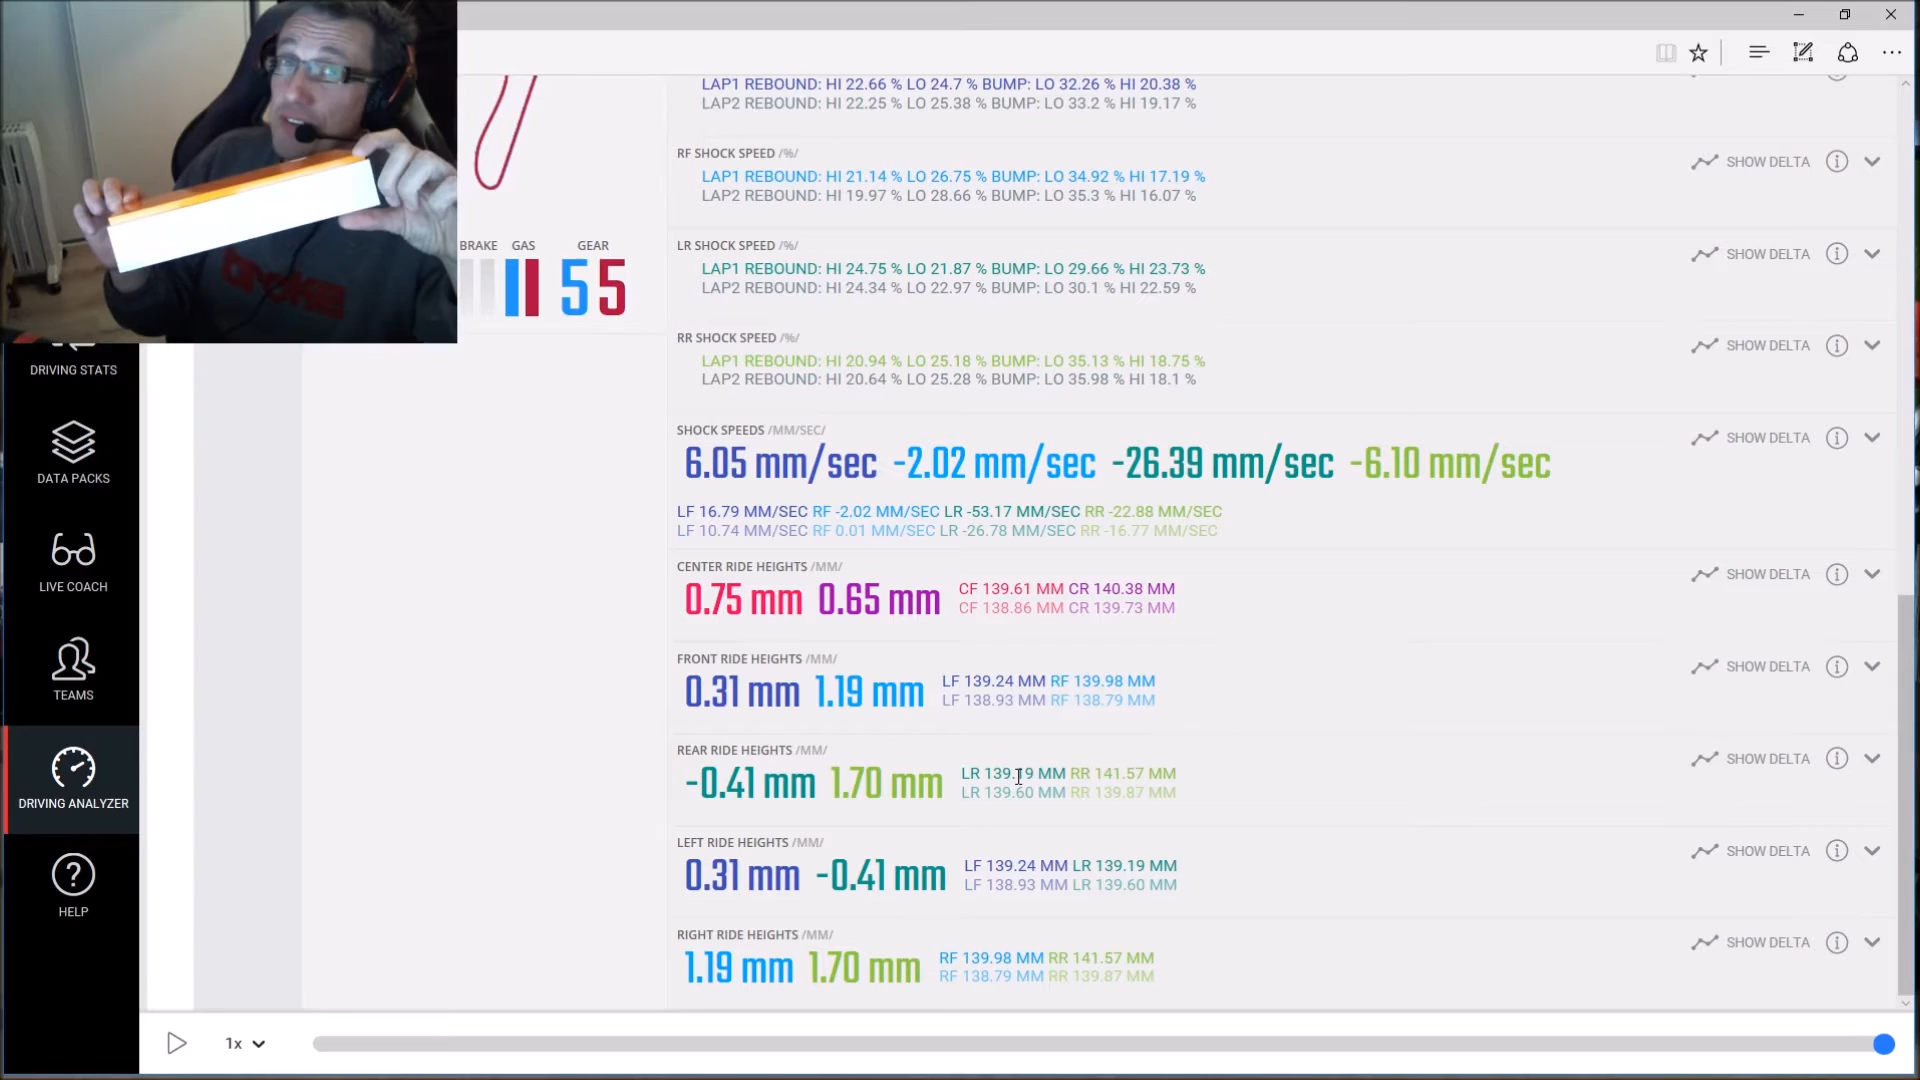 LAP1 REBOUND: HI 22.66 % LO 24.7 % BUMP: LO 32.26 % HI 20.38 %
LAP2 REBOUND: HI 22.25 % LO 25.38 % BUMP: LO 33.2 % HI 19.17 %
RF SHOCK SPEED /%/
SHOW DELTA
LAP1 REBOUND: HI 21.14 % LO 26.75 % BUMP: LO 34.92 % HI 17.19 %
LAP2 REBOUND: HI 19.97 % LO 28.66 % BUMP: LO 35.3 % HI 16.07 %
BRAKE GAS GEAR
5 5
LR SHOCK SPEED /%/
SHOW DELTA
LAP1 REBOUND: HI 24.75 % LO 21.87 % BUMP: LO 29.66 % HI 23.73 %
LAP2 REBOUND: HI 24.34 % LO 22.97 % BUMP: LO 30.1 % HI 22.59 %
RR SHOCK SPEED /%/
SHOW DELTA
LAP1 REBOUND: HI 20.94 % LO 25.18 % BUMP: LO 35.13 % HI 18.75 %
LAP2 REBOUND: HI 20.64 % LO 25.28 % BUMP: LO 35.98 % HI 18.1 %
SHOCK SPEEDS /MM/SEC/
SHOW DELTA
6.05 mm/sec -2.02 mm/sec -26.39 mm/sec -6.10 mm/sec
LF 16.79 MM/SEC RF -2.02 MM/SEC LR -53.17 MM/SEC RR -22.88 MM/SEC
LF 10.74 MM/SEC RF 0.01 MM/SEC LR -26.78 MM/SEC RR -16.77 MM/SEC
CENTER RIDE HEIGHTS /MM/
SHOW DELTA
0.75 mm 0.65 mm
CF 139.61 MM CR 140.38 MM
CF 138.86 MM CR 139.73 MM
FRONT RIDE HEIGHTS /MM/
SHOW DELTA
0.31 mm 1.19 mm
LF 139.24 MM RF 139.98 MM
LF 138.93 MM RF 138.79 MM
REAR RIDE HEIGHTS /MM/
SHOW DELTA
-0.41 mm 1.70 mm
LR 139.19 MM RR 141.57 MM
LR 139.60 MM RR 139.87 MM
LEFT RIDE HEIGHTS /MM/
SHOW DELTA
0.31 mm -0.41 mm
LF 139.24 MM LR 139.19 MM
LF 138.93 MM LR 139.60 MM
RIGHT RIDE HEIGHTS /MM/
SHOW DELTA
1.19 mm 1.70 mm
RF 139.98 MM RR 141.57 MM
RF 138.79 MM RR 139.87 MM
DRIVING STATS
DATA PACKS
LIVE COACH
TEAMS
DRIVING ANALYZER
HELP
1x